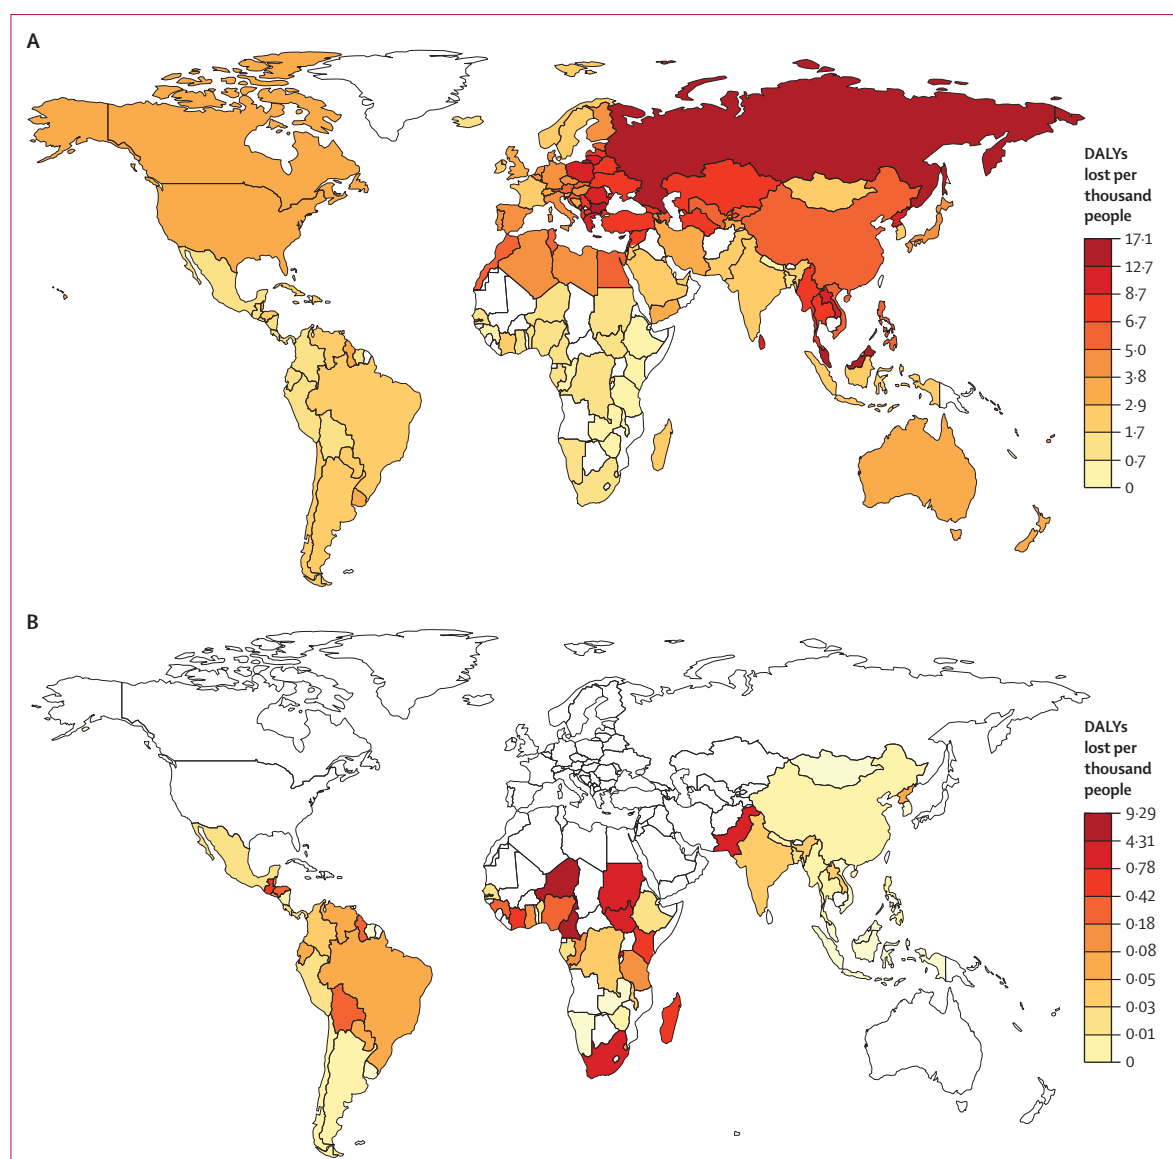 A
DALYs
lost per
thousand
people
17·1
12·7
8·7
6·7
5·0
3·8
2·9
1·7
0·7
0
B
DALYs
lost per
thousand
people
9·29
4·31
0·78
0·42
0·18
0·08
0·05
0·03
0·01
0